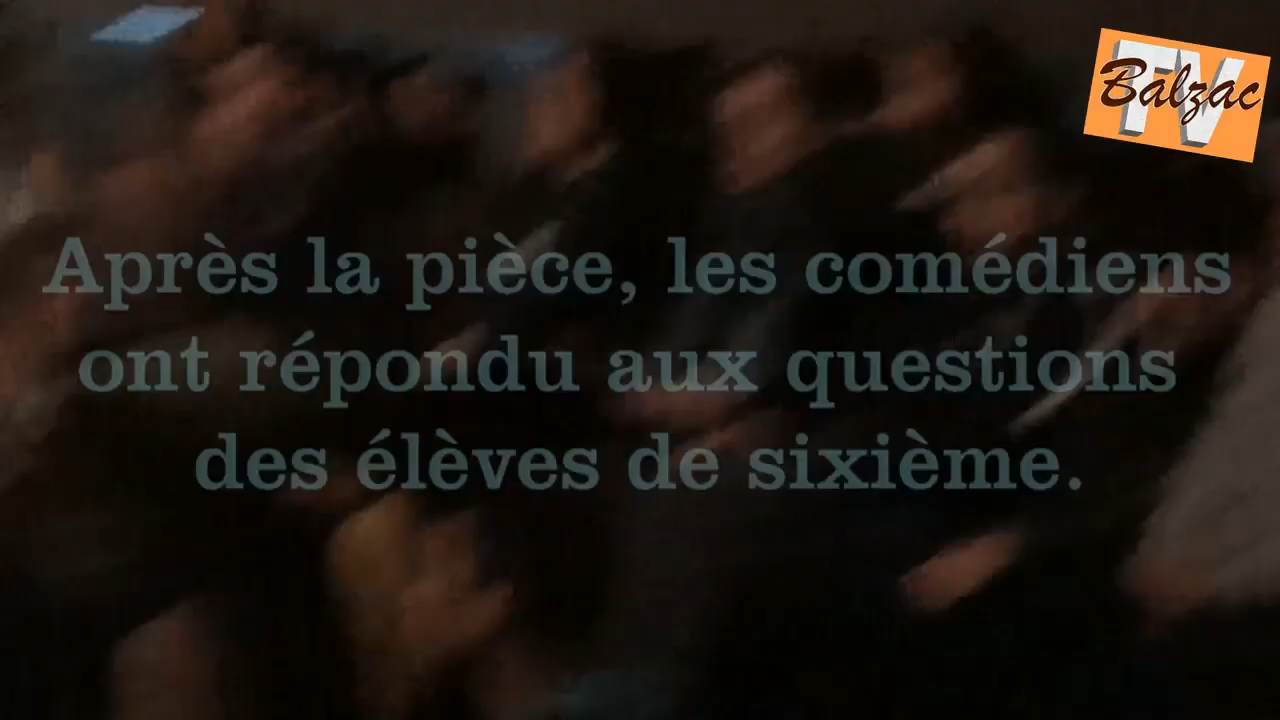 Balzac
TV
Après la pièce, les comédiens
ont répondu aux questions
des élèves de sixième.